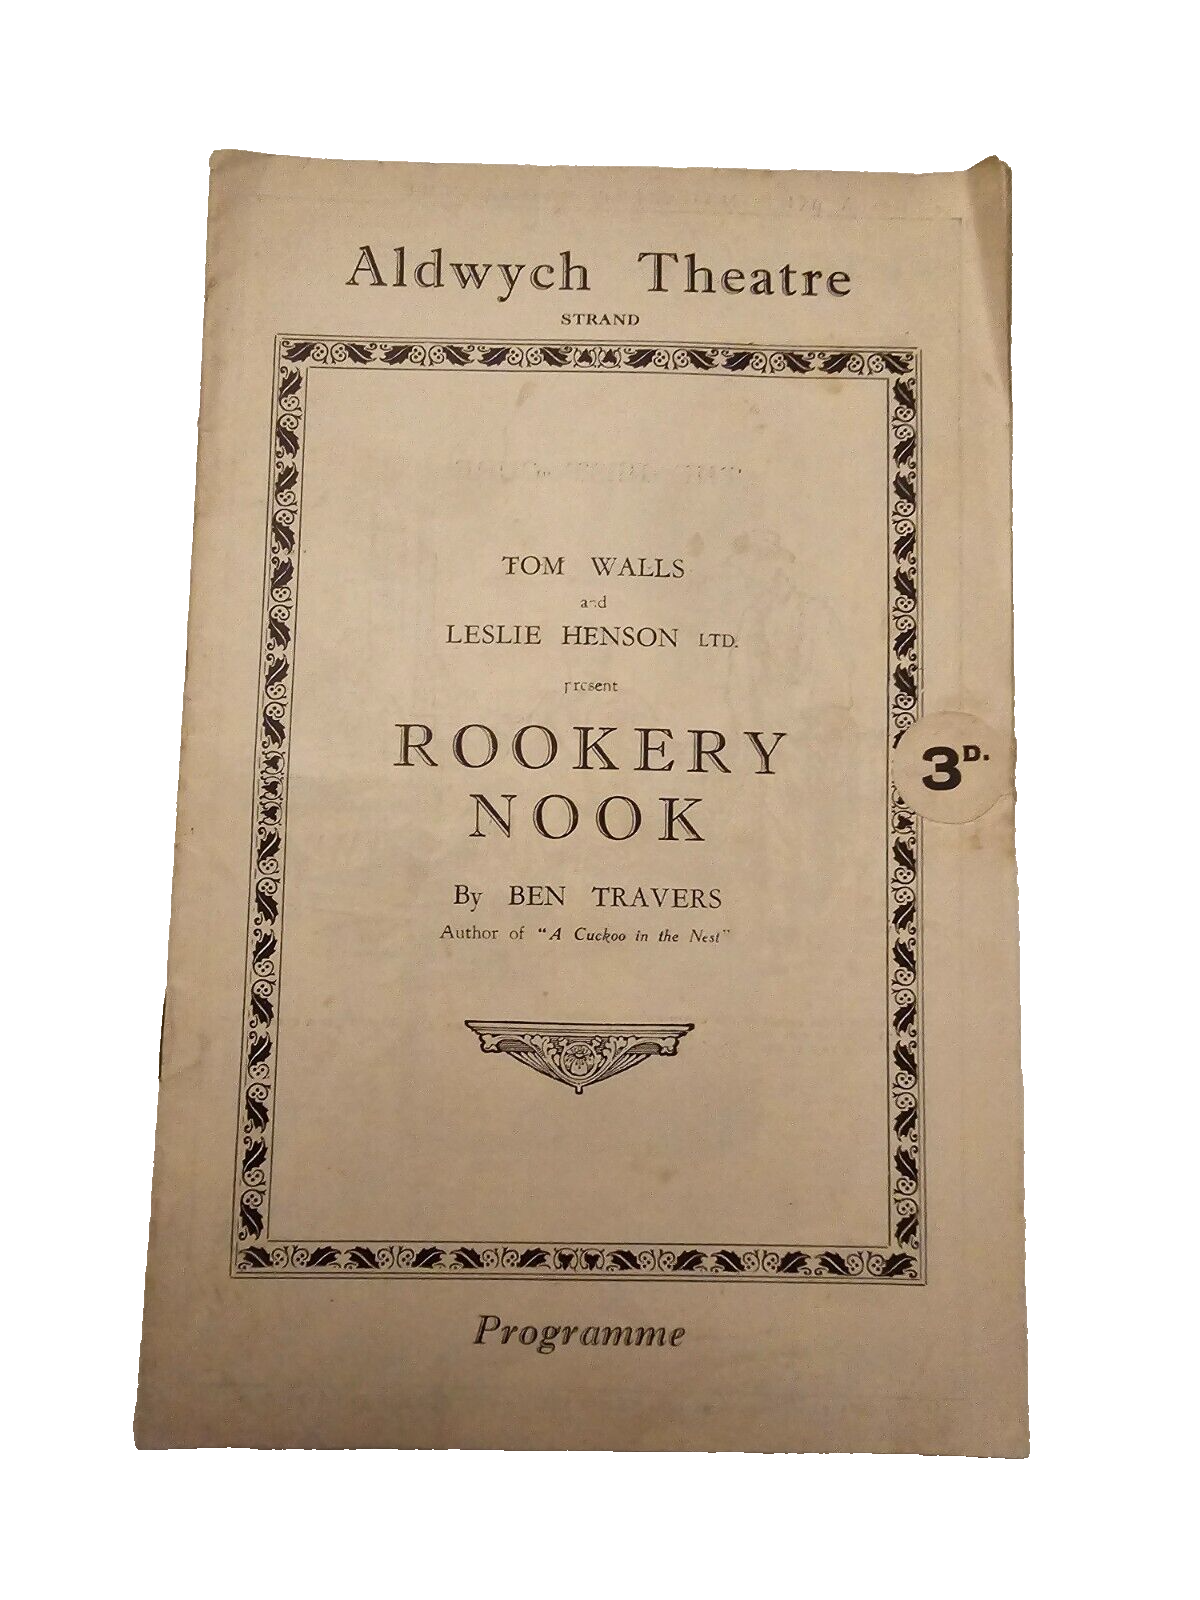 Aldwych Theatre
STRAND
TOM WALLS
and
LESLIE HENSON LTD.
present
ROOKERY
NOOK
3D.
By BEN TRAVERS
Author of "A Cuckoo in the Nest"
Programme